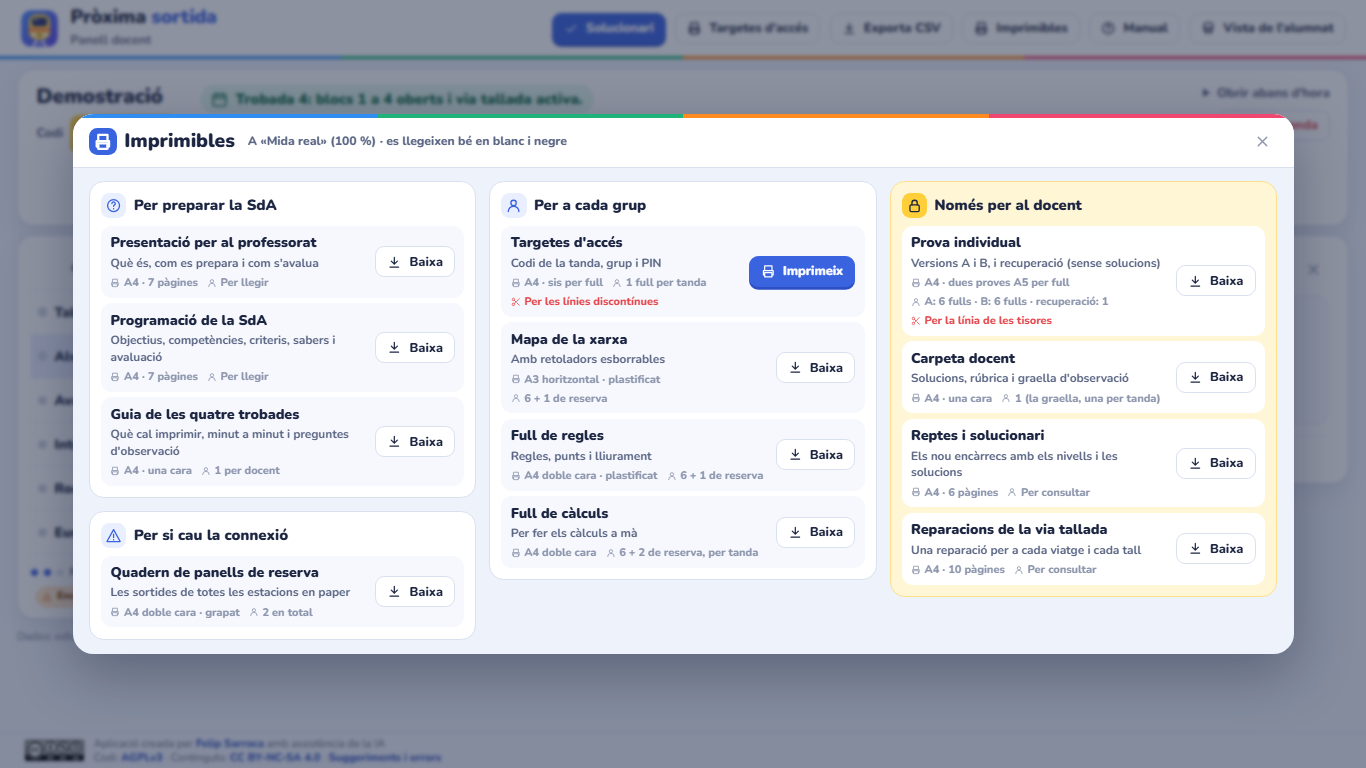 Pròxima sortida
Panell docent
Solucionari
Targetes d'accés
Exporta CSV
Imprimibles
Manual
Vista de l'alumnat
Demostració
Trobada 4: blocs 1 a 4 oberts i via tallada activa.
Obrir abans d'hora
Codi
Imprimibles
A «Mida real» (100 %) · es llegeixen bé en blanc i negre
Per preparar la SdA
Presentació per al professorat
Què és, com es prepara i com s'avalua
A4 · 7 pàgines Per llegir
Baixa
Programació de la SdA
Objectius, competències, criteris, sabers i
avaluació
A4 · 7 pàgines Per llegir
Baixa
Guia de les quatre trobades
Què cal imprimir, minut a minut i preguntes
d'observació
A4 · una cara 1 per docent
Baixa
Per si cau la connexió
Quadern de panells de reserva
Les sortides de totes les estacions en paper
A4 doble cara · grapat 2 en total
Baixa
Per a cada grup
Targetes d'accés
Codi de la tanda, grup i PIN
A4 · sis per full 1 full per tanda
Per les línies discontínues
Imprimeix
Mapa de la xarxa
Amb retoladors esborrables
A3 horitzontal · plastificat
6 + 1 de reserva
Baixa
Full de regles
Regles, punts i lliurament
A4 doble cara · plastificat 6 + 1 de reserva
Baixa
Full de càlculs
Per fer els càlculs a mà
A4 doble cara 6 + 2 de reserva, per tanda
Baixa
Només per al docent
Prova individual
Versions A i B, i recuperació (sense solucions)
A4 · dues proves A5 per full
A: 6 fulls · B: 6 fulls · recuperació: 1
Per la línia de les tisores
Baixa
Carpeta docent
Solucions, rúbrica i graella d'observació
A4 · una cara 1 (la graella, una per tanda)
Baixa
Reptes i solucionari
Els nou encàrrecs amb els nivells i les
solucions
A4 · 6 pàgines Per consultar
Baixa
Reparacions de la via tallada
Una reparació per a cada viatge i cada tall
A4 · 10 pàgines Per consultar
Baixa
Aplicació creada per Felip Sarroca amb assistència de la IA
Codi: AGPLv3 · Continguts: CC BY-NC-SA 4.0 · Suggeriments i errors